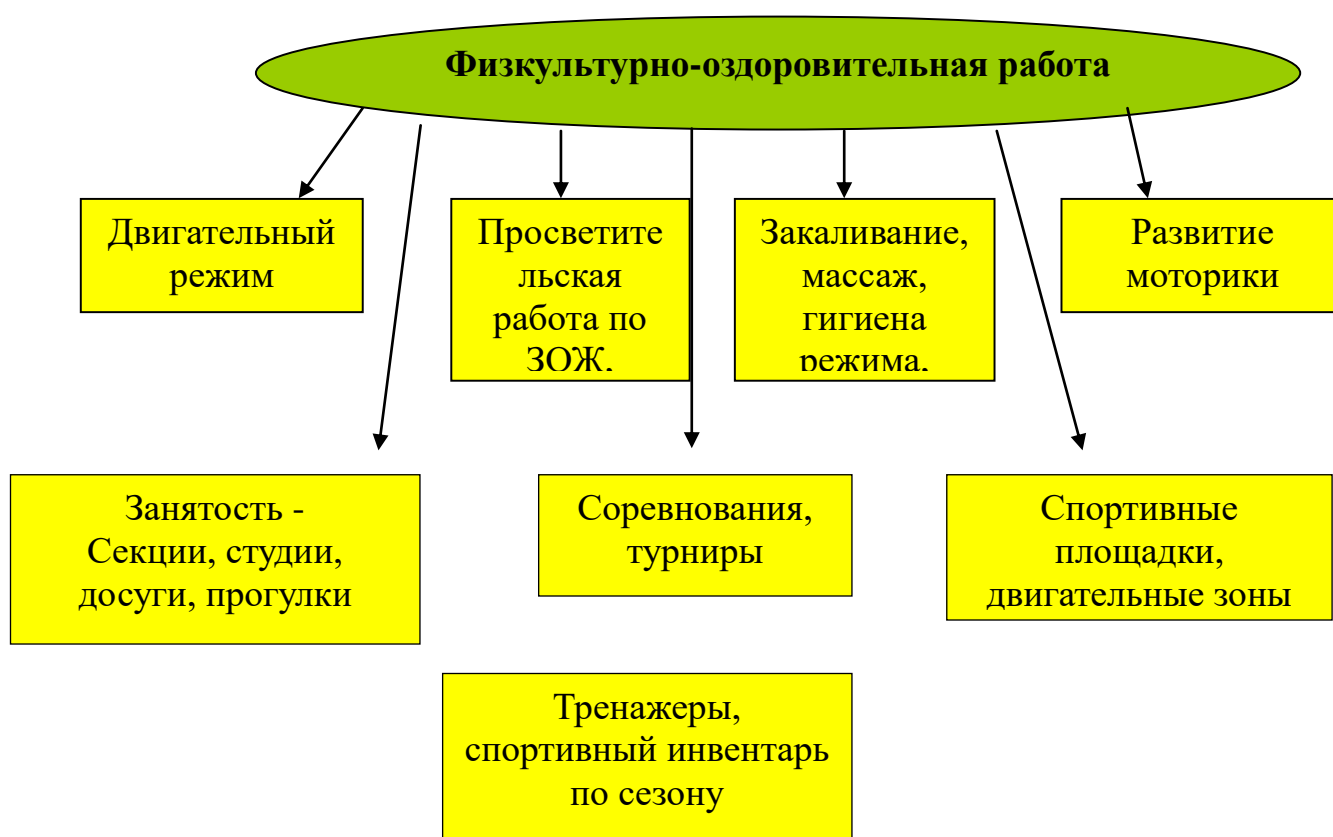 Физкультурно-оздоровительная работа
Двигательный
режим
Просветите
льская
работа по
ЗОЖ.
Закаливание,
массаж,
гигиена
режима.
Развитие
моторики
Занятость -
Секции, студии,
досуги, прогулки
Соревнования,
турниры
Спортивные
площадки,
двигательные зоны
Тренажеры,
спортивный инвентарь
по сезону